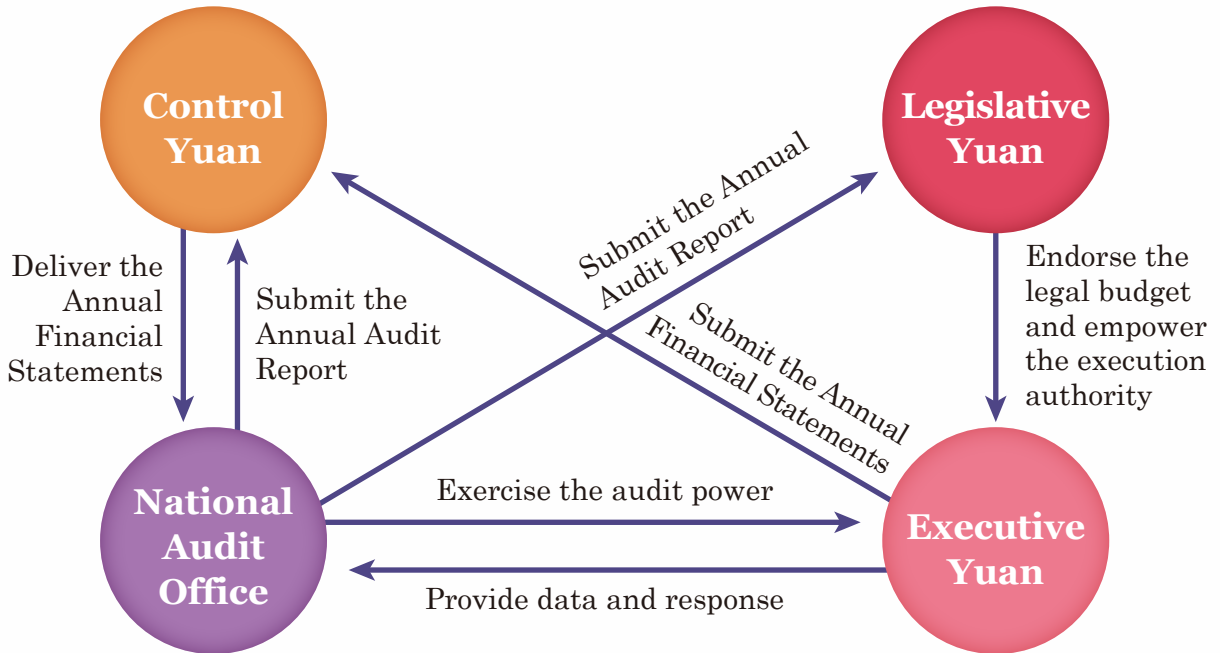 Control
Yuan
Legislative
Yuan
Deliver the
Annual
Financial
Statements
Submit the
Annual Audit
Report
Submit the Annual
Audit Report
Submit the Annual
Financial Statements
Endorse the
legal budget
and empower
the execution
authority
National
Audit
Office
Exercise the audit power
Provide data and response
Executive
Yuan